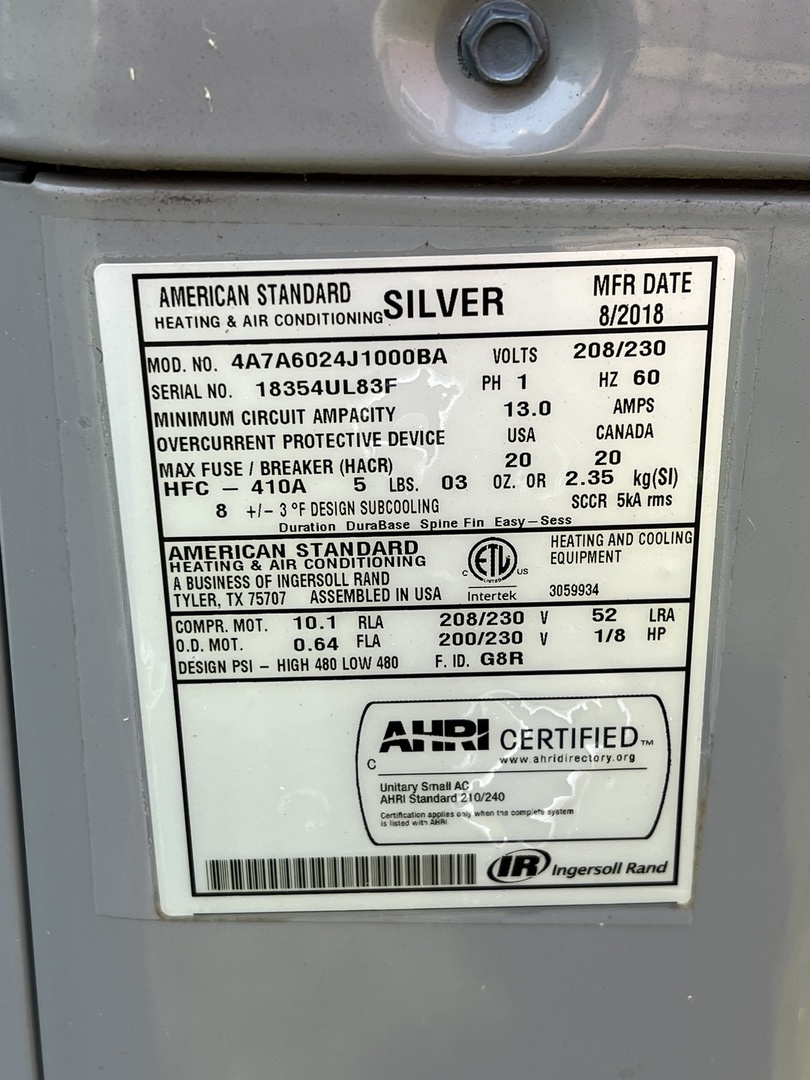 AMERICAN STANDARD SILVER MFR DATE
HEATING & AIR CONDITIONING 8/2018
MOD. NO. 4A7A6024J1000BA VOLTS 208/230
SERIAL NO. 18354UL83F PH 1 HZ 60
MINIMUM CIRCUIT AMPACITY 13.0 AMPS
OVERCURRENT PROTECTIVE DEVICE USA CANADA
MAX FUSE / BREAKER (HACR) 20 20
HFC - 410A 5 LBS. 03 OZ. OR 2.35 kg(SI)
8 +/- 3 °F DESIGN SUBCOOLING SCCR 5kA rms
Duration DuraBase Spine Fin Easy-Sess
AMERICAN STANDARD
HEATING & AIR CONDITIONING
A BUSINESS OF INGERSOLL RAND
TYLER, TX 75707 ASSEMBLED IN USA
C ETL US
LISTED
Intertek
HEATING AND COOLING
EQUIPMENT
3059934
COMPR. MOT. 10.1 RLA 208/230 V 52 LRA
O.D. MOT. 0.64 FLA 200/230 V 1/8 HP
DESIGN PSI - HIGH 480 LOW 480 F. ID. G8R
AHRI CERTIFIED™
www.ahridirectory.org
C
Unitary Small AC
AHRI Standard 210/240
Certification applies only when the complete system
is listed with AHRI.
IR Ingersoll Rand